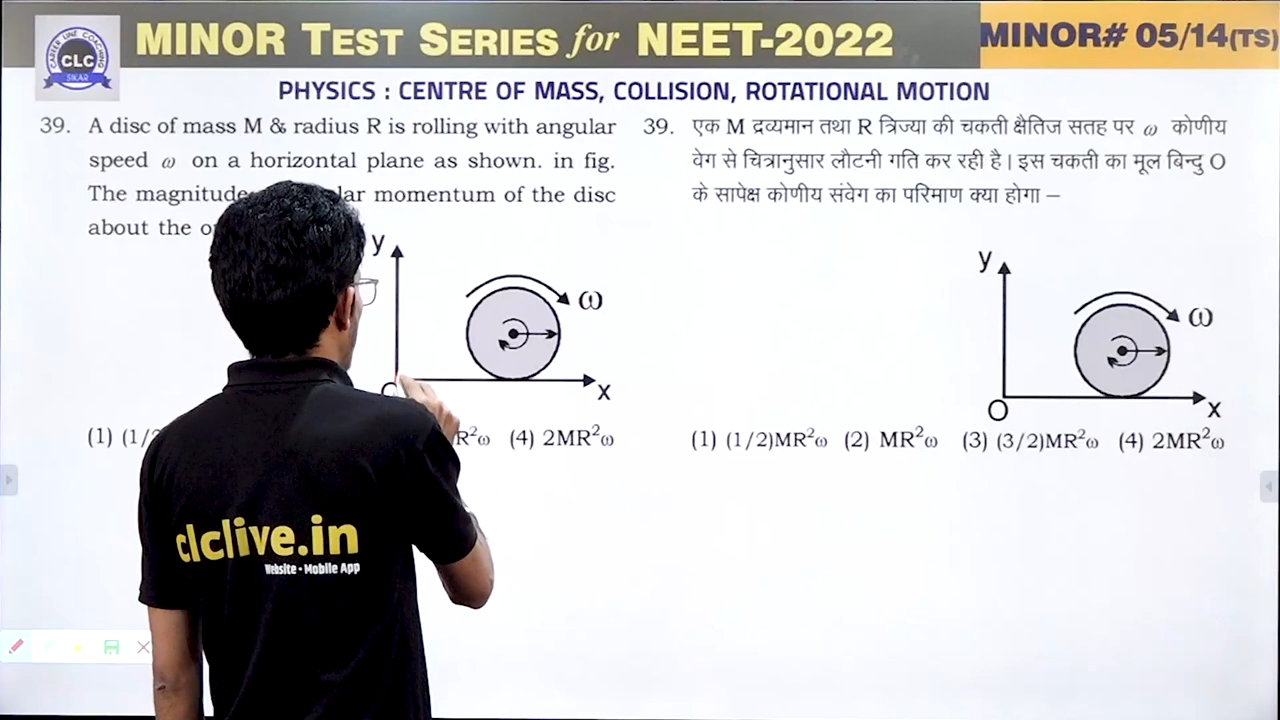 MINOR TEST SERIES for NEET-2022
MINOR# 05/14(TS)
CAREER LINE COACHING
CLC
SIKAR
PHYSICS : CENTRE OF MASS, COLLISION, ROTATIONAL MOTION
39. A disc of mass M & radius R is rolling with angular
speed ω on a horizontal plane as shown. in fig.
The magnitude ar momentum of the disc
about the o
y
ω
x
(1) (1/2 R²ω (4) 2MR²ω
39. एक M द्रव्यमान तथा R त्रिज्या की चकती क्षैतिज सतह पर ω कोणीय
वेग से चित्रानुसार लौटनी गति कर रही है। इस चकती का मूल बिन्दु O
के सापेक्ष कोणीय संवेग का परिमाण क्या होगा –
y
ω
O
x
(1) (1/2)MR²ω (2) MR²ω (3) (3/2)MR²ω (4) 2MR²ω
clclive.in
Website • Mobile App